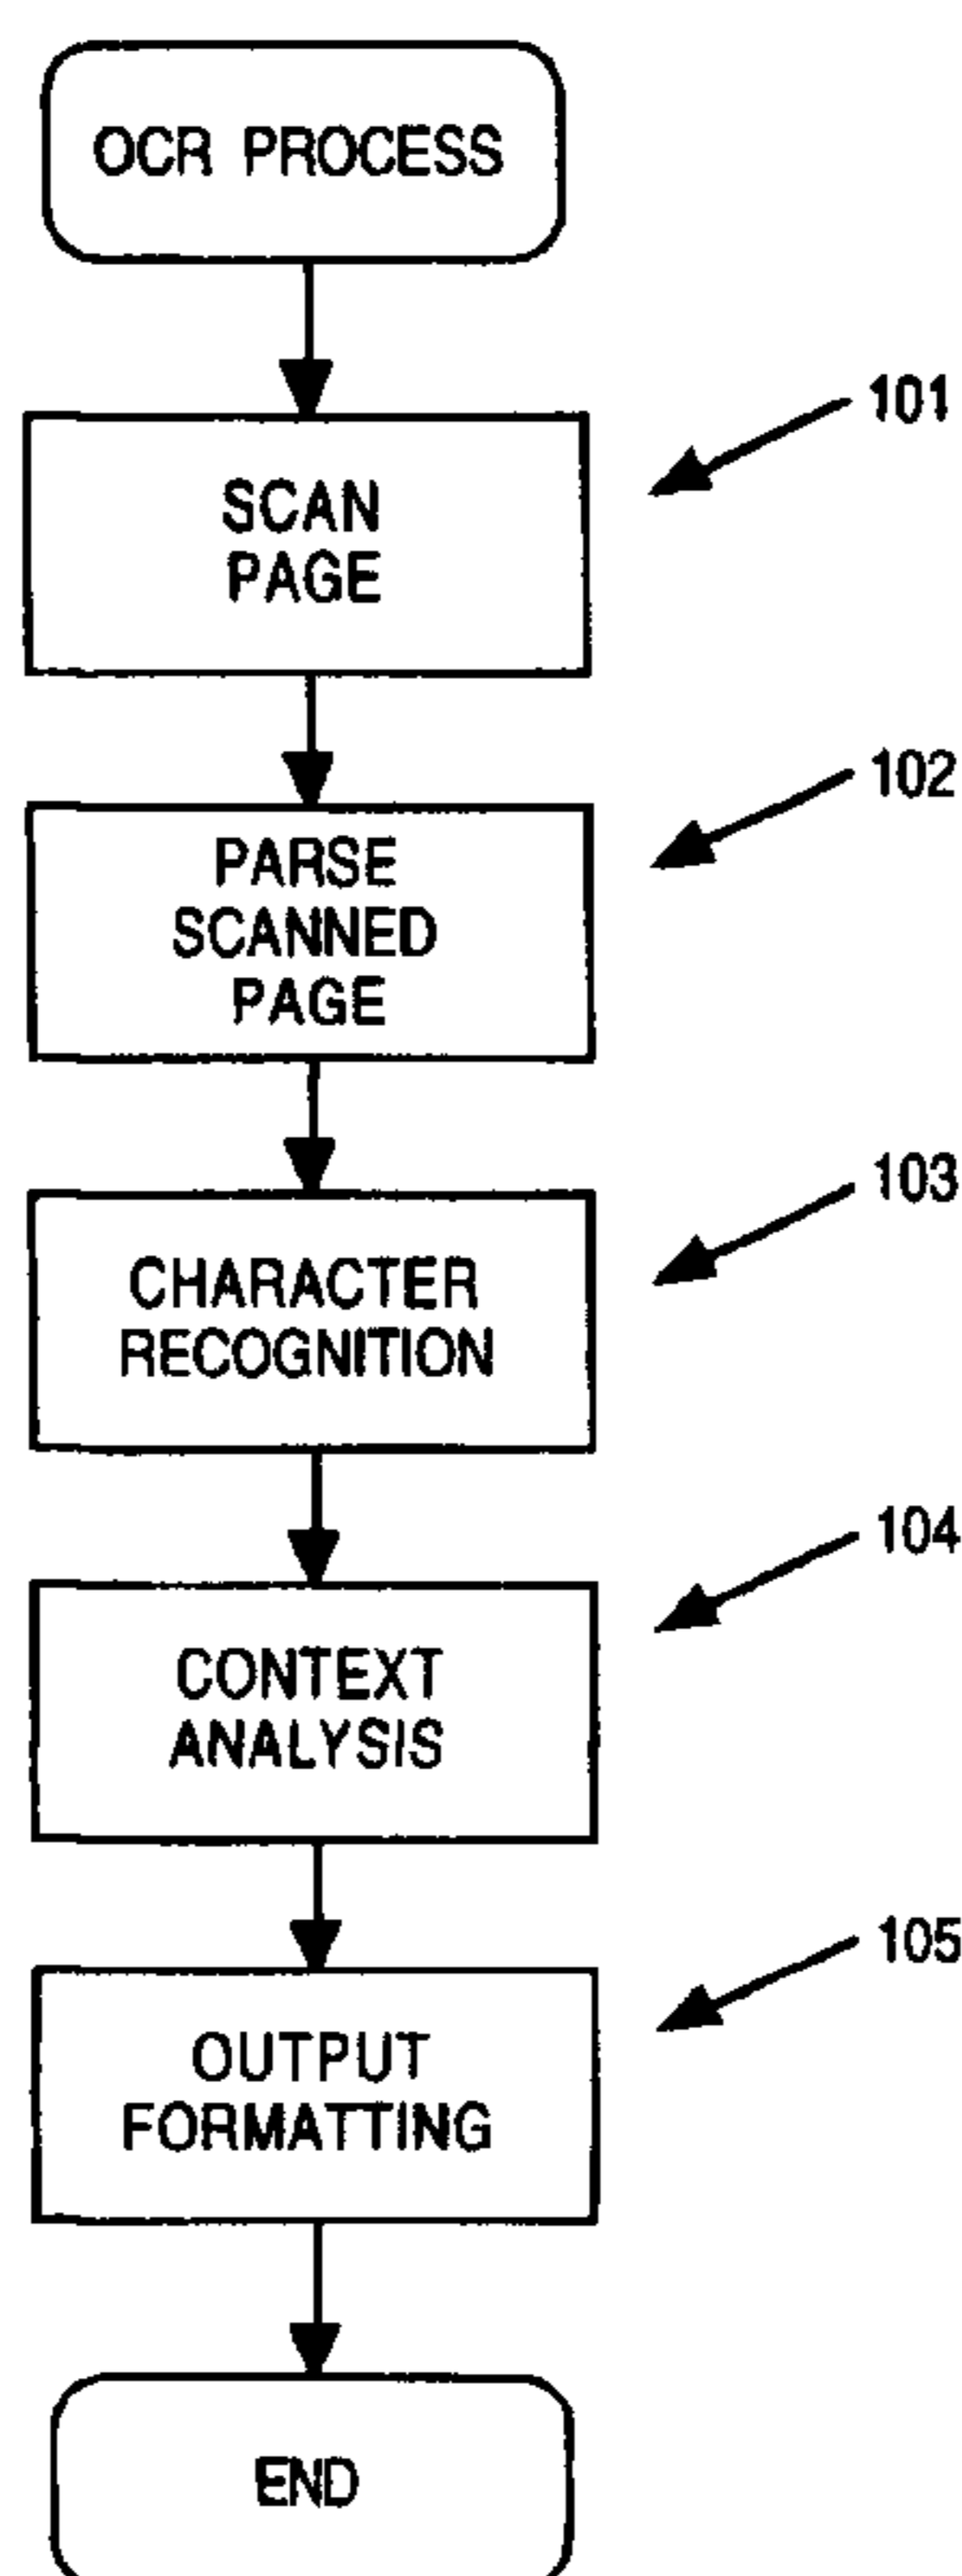 OCR PROCESS
101
SCAN
PAGE
102
PARSE
SCANNED
PAGE
103
CHARACTER
RECOGNITION
104
CONTEXT
ANALYSIS
105
OUTPUT
FORMATTING
END